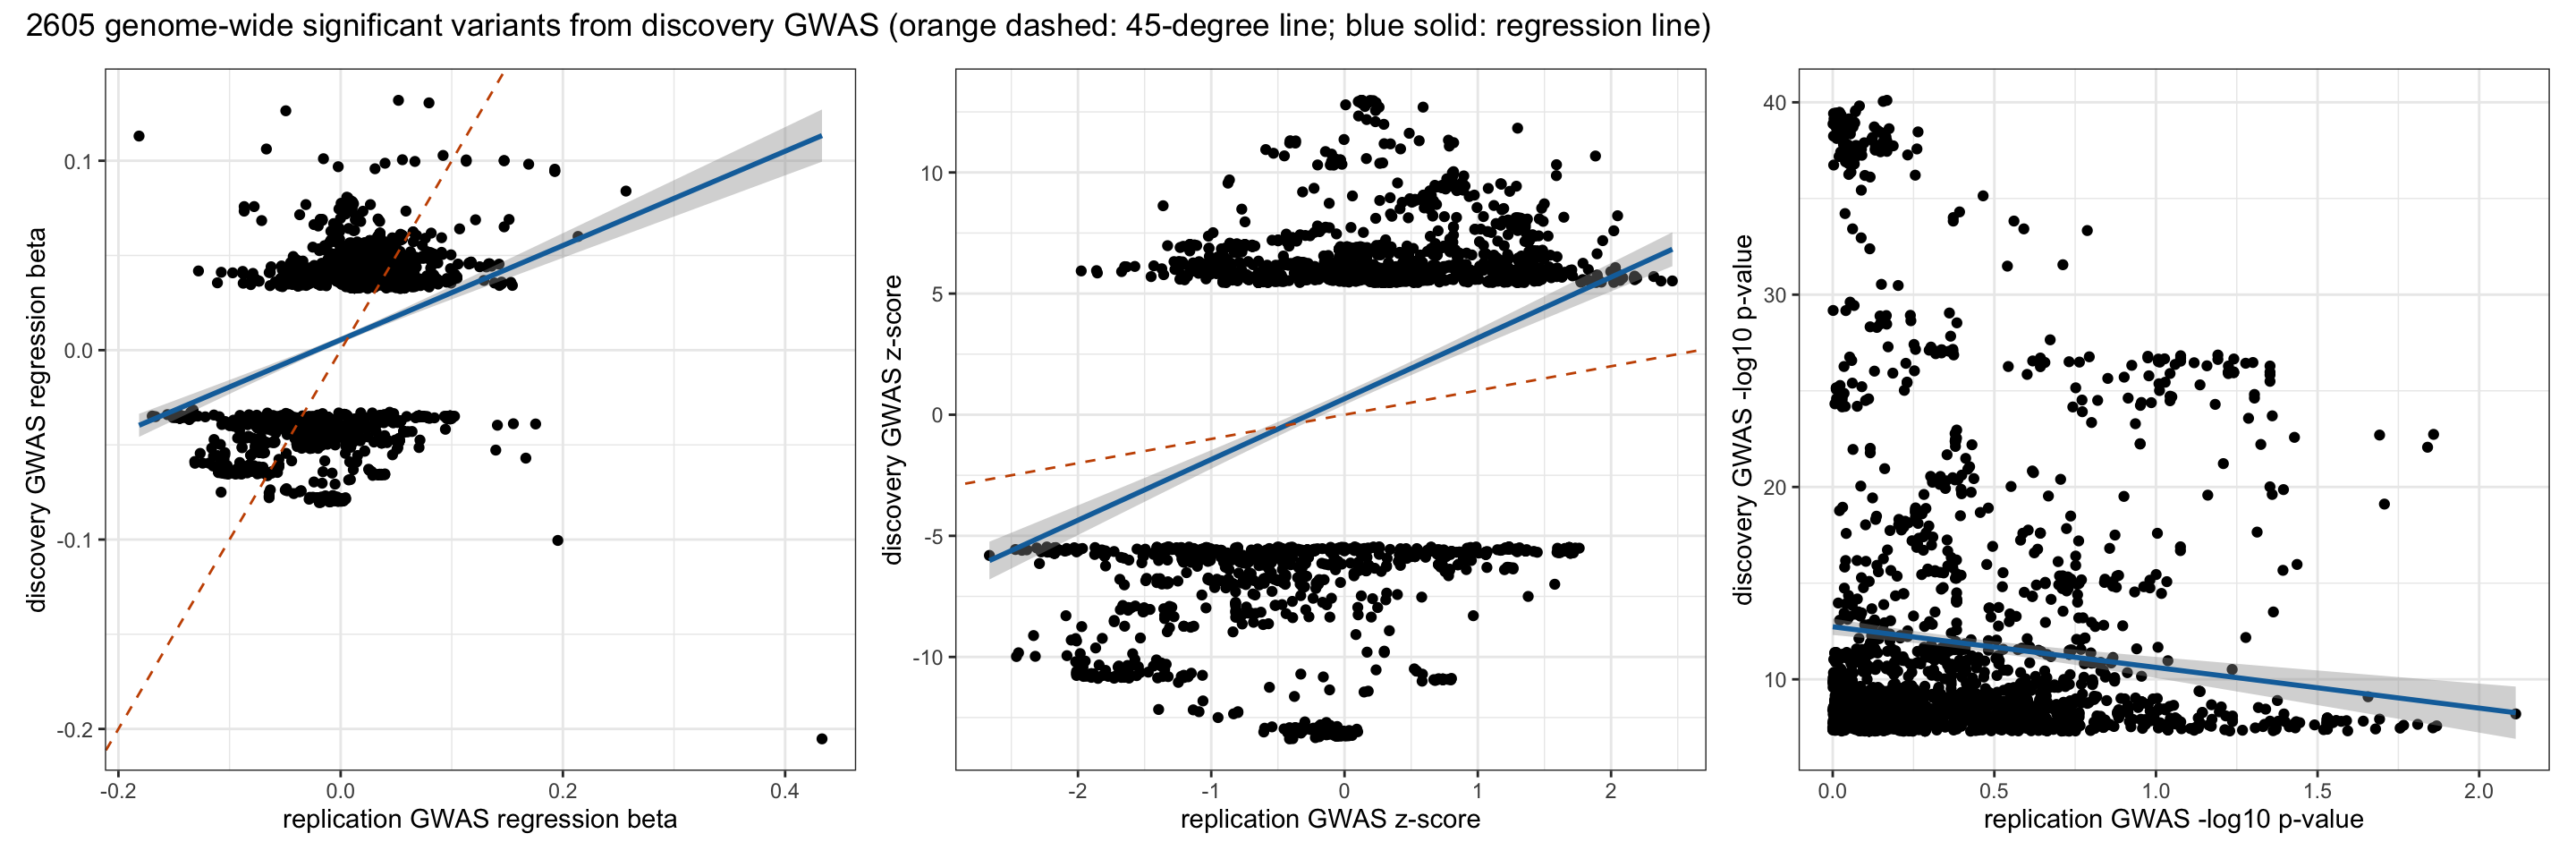 2605 genome-wide significant variants from discovery GWAS (orange dashed: 45-degree line; blue solid: regression line)
discovery GWAS regression beta
0.1
0.0
-0.1
-0.2
-0.2 0.0 0.2 0.4
replication GWAS regression beta
discovery GWAS z-score
10
5
0
-5
-10
-2 -1 0 1 2
replication GWAS z-score
discovery GWAS -log10 p-value
40
30
20
10
0.0 0.5 1.0 1.5 2.0
replication GWAS -log10 p-value